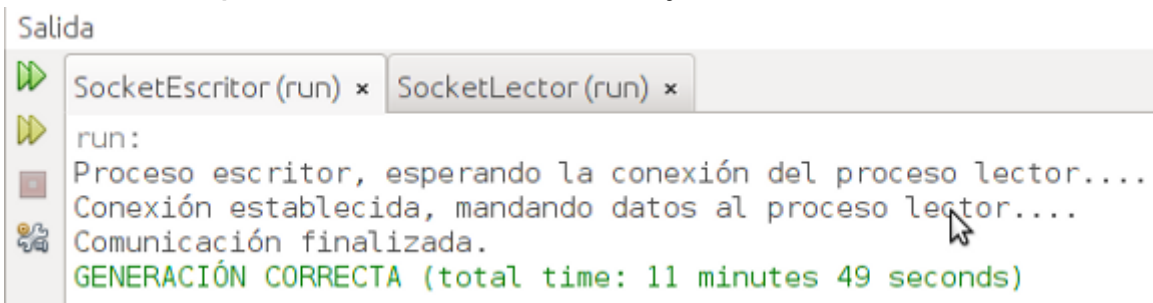 Salida
SocketEscritor (run) × SocketLector (run) ×
run:
Proceso escritor, esperando la conexión del proceso lector....
Conexión establecida, mandando datos al proceso lector....
Comunicación finalizada.
GENERACIÓN CORRECTA (total time: 11 minutes 49 seconds)